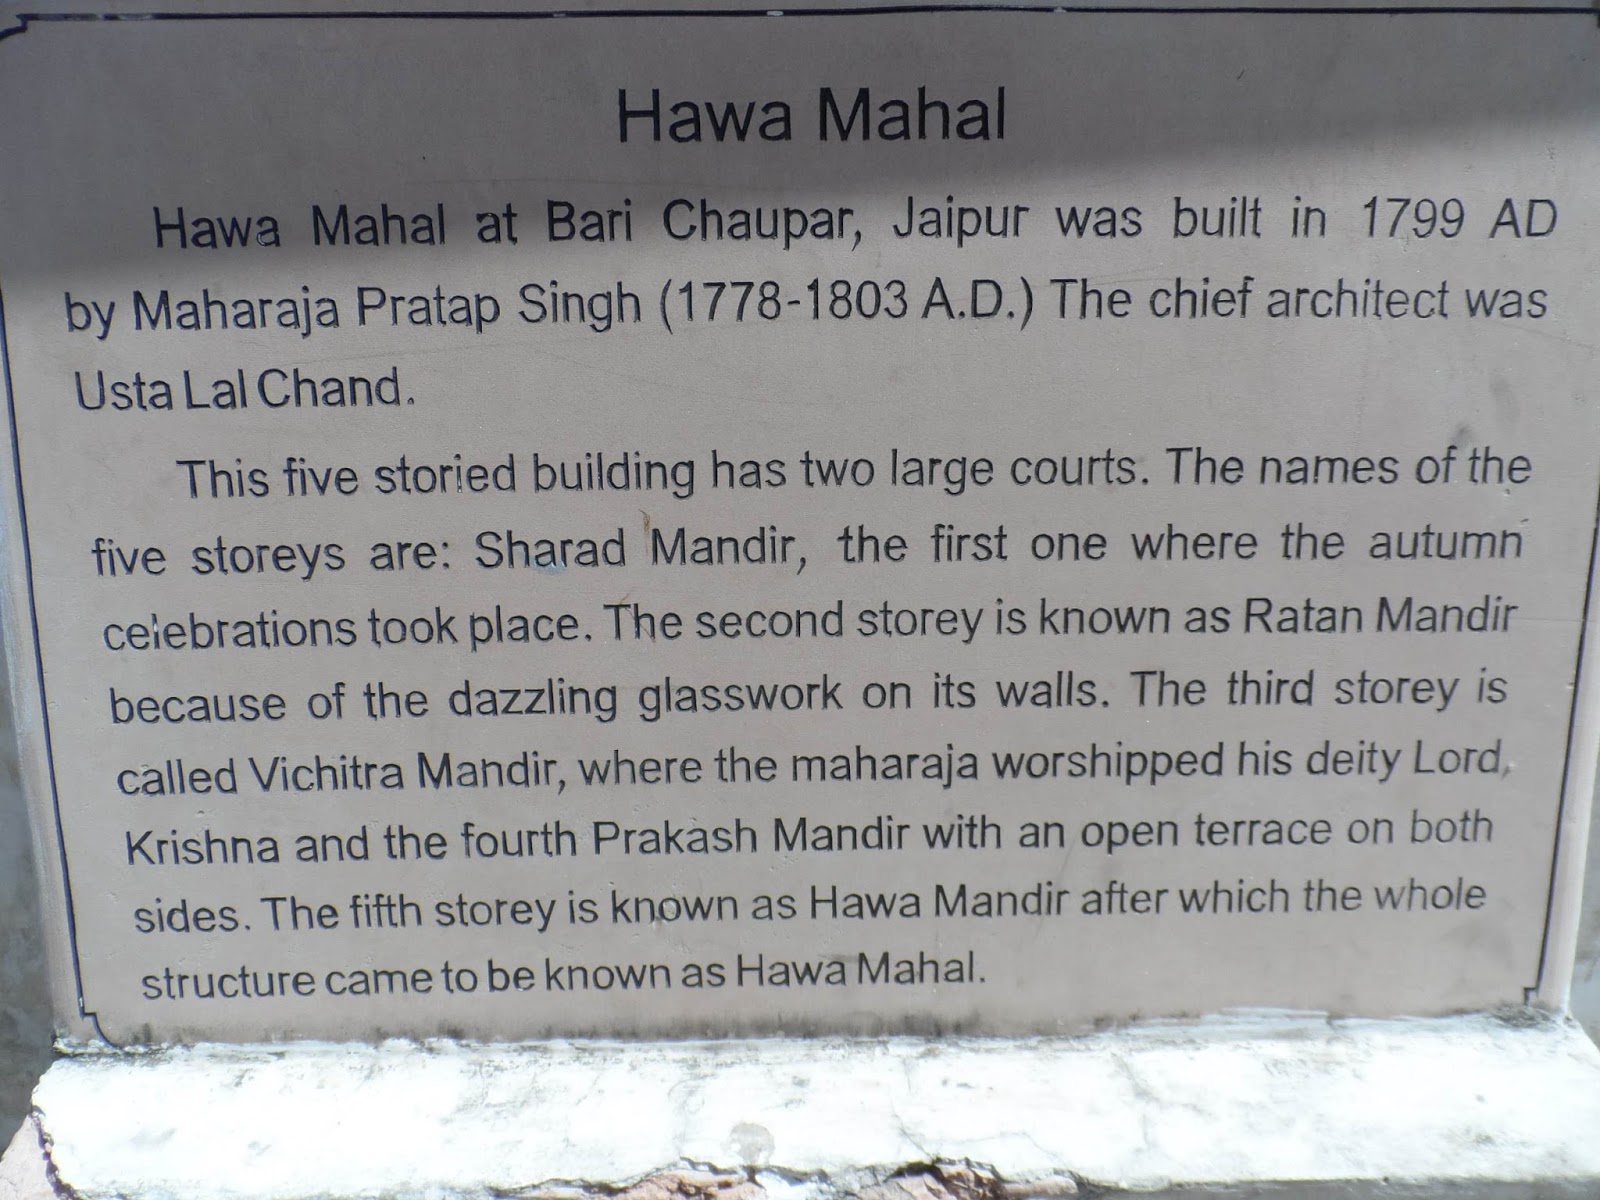 Hawa Mahal
Hawa Mahal at Bari Chaupar, Jaipur was built in 1799 AD
by Maharaja Pratap Singh (1778-1803 A.D.) The chief architect was
Usta Lal Chand.
This five storied building has two large courts. The names of the
five storeys are: Sharad Mandir, the first one where the autumn
celebrations took place. The second storey is known as Ratan Mandir
because of the dazzling glasswork on its walls. The third storey is
called Vichitra Mandir, where the maharaja worshipped his deity Lord,
Krishna and the fourth Prakash Mandir with an open terrace on both
sides. The fifth storey is known as Hawa Mandir after which the whole
structure came to be known as Hawa Mahal.